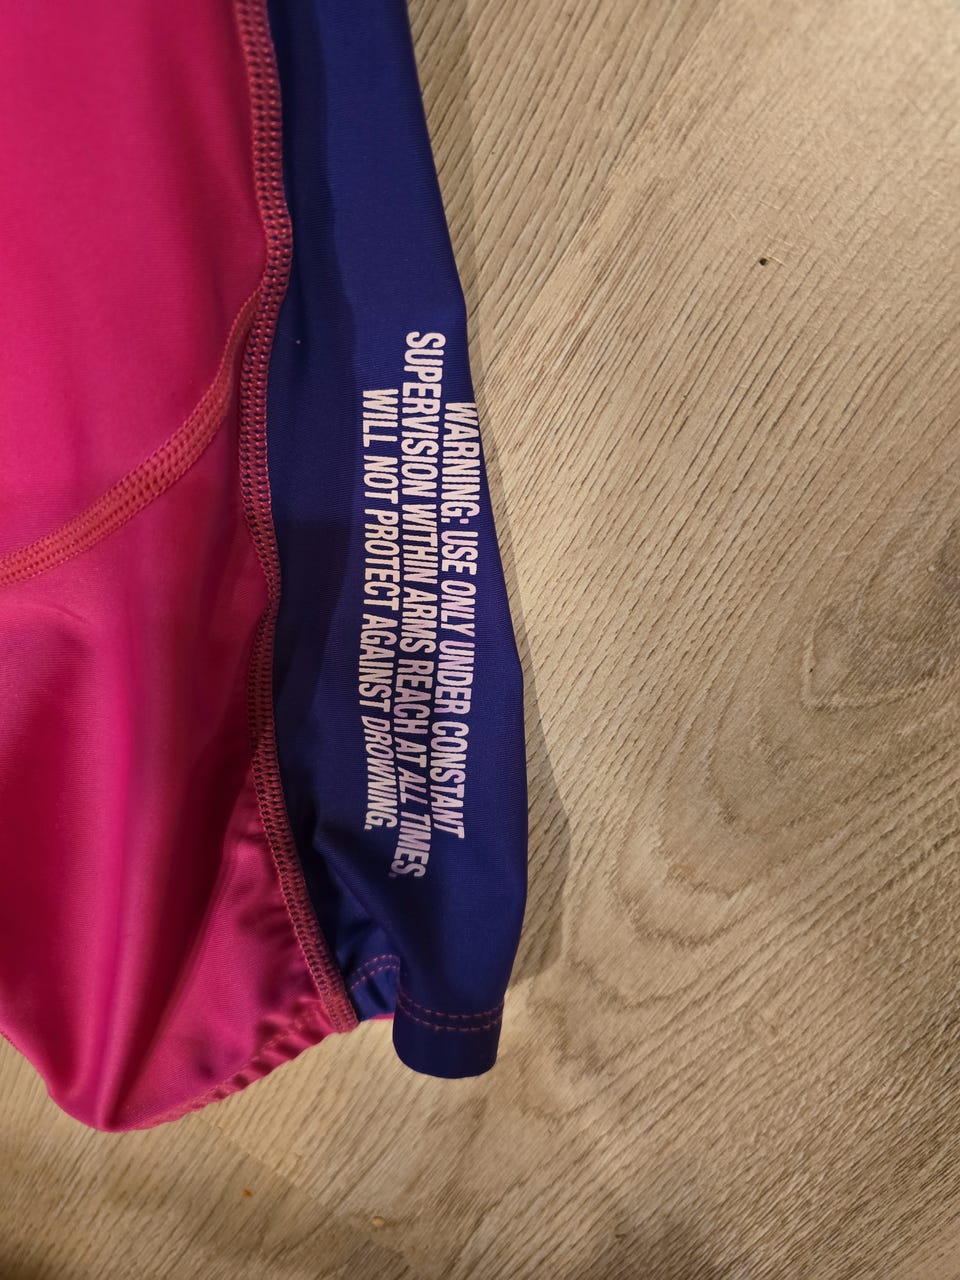 WARNING: USE ONLY UNDER CONSTANT
SUPERVISION WITHIN ARMS REACH AT ALL TIMES.
WILL NOT PROTECT AGAINST DROWNING.